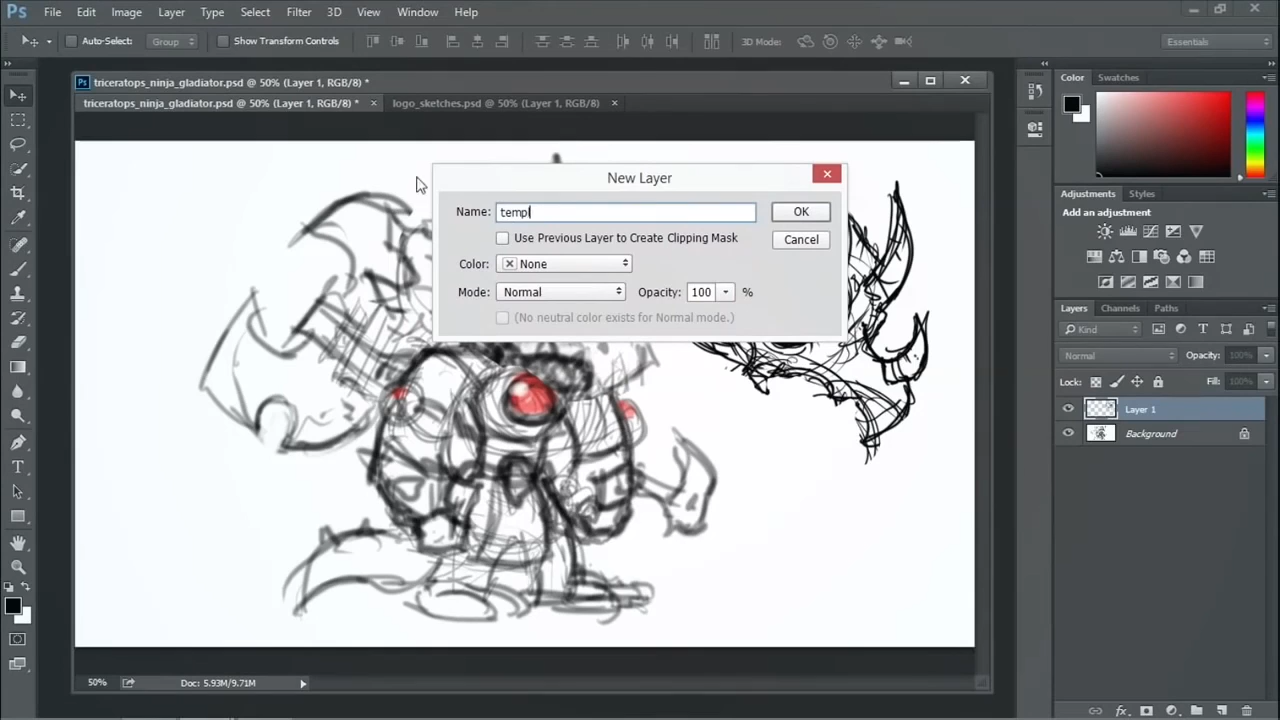 Ps File Edit Image Layer Type Select Filter 3D View Window Help
Auto-Select: Group Show Transform Controls 3D Mode: Essentials
triceratops_ninja_gladiator.psd @ 50% (Layer 1, RGB/8) *
triceratops_ninja_gladiator.psd @ 50% (Layer 1, RGB/8) * logo_sketches.psd @ 50% (Layer 1, RGB/8)
Color Swatches
New Layer
Name: templ OK
Use Previous Layer to Create Clipping Mask Cancel
Color: None
Mode: Normal Opacity: 100 %
(No neutral color exists for Normal mode.)
Adjustments Styles
Add an adjustment
Layers Channels Paths
Kind
Normal Opacity: 100%
Lock: Fill: 100%
Layer 1
Background
50% Doc: 5.93M/9.71M